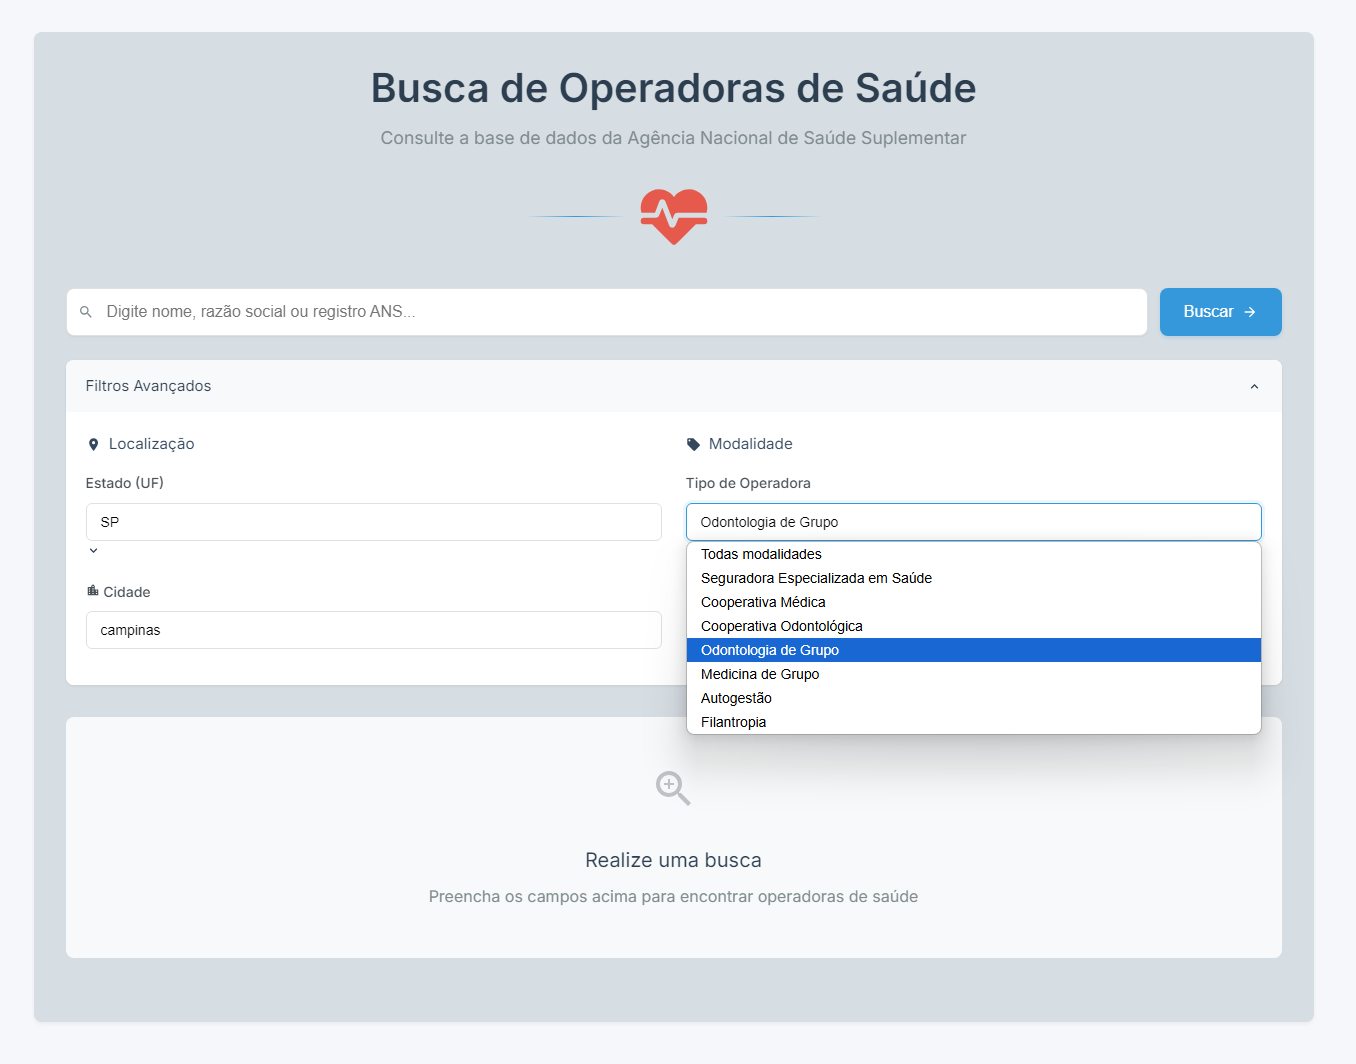 Busca de Operadoras de Saúde
Consulte a base de dados da Agência Nacional de Saúde Suplementar
Digite nome, razão social ou registro ANS...
Buscar
Filtros Avançados
Localização
Estado (UF)
SP
Cidade
campinas
Modalidade
Tipo de Operadora
Odontologia de Grupo
Todas modalidades
Seguradora Especializada em Saúde
Cooperativa Médica
Cooperativa Odontológica
Odontologia de Grupo
Medicina de Grupo
Autogestão
Filantropia
Realize uma busca
Preencha os campos acima para encontrar operadoras de saúde